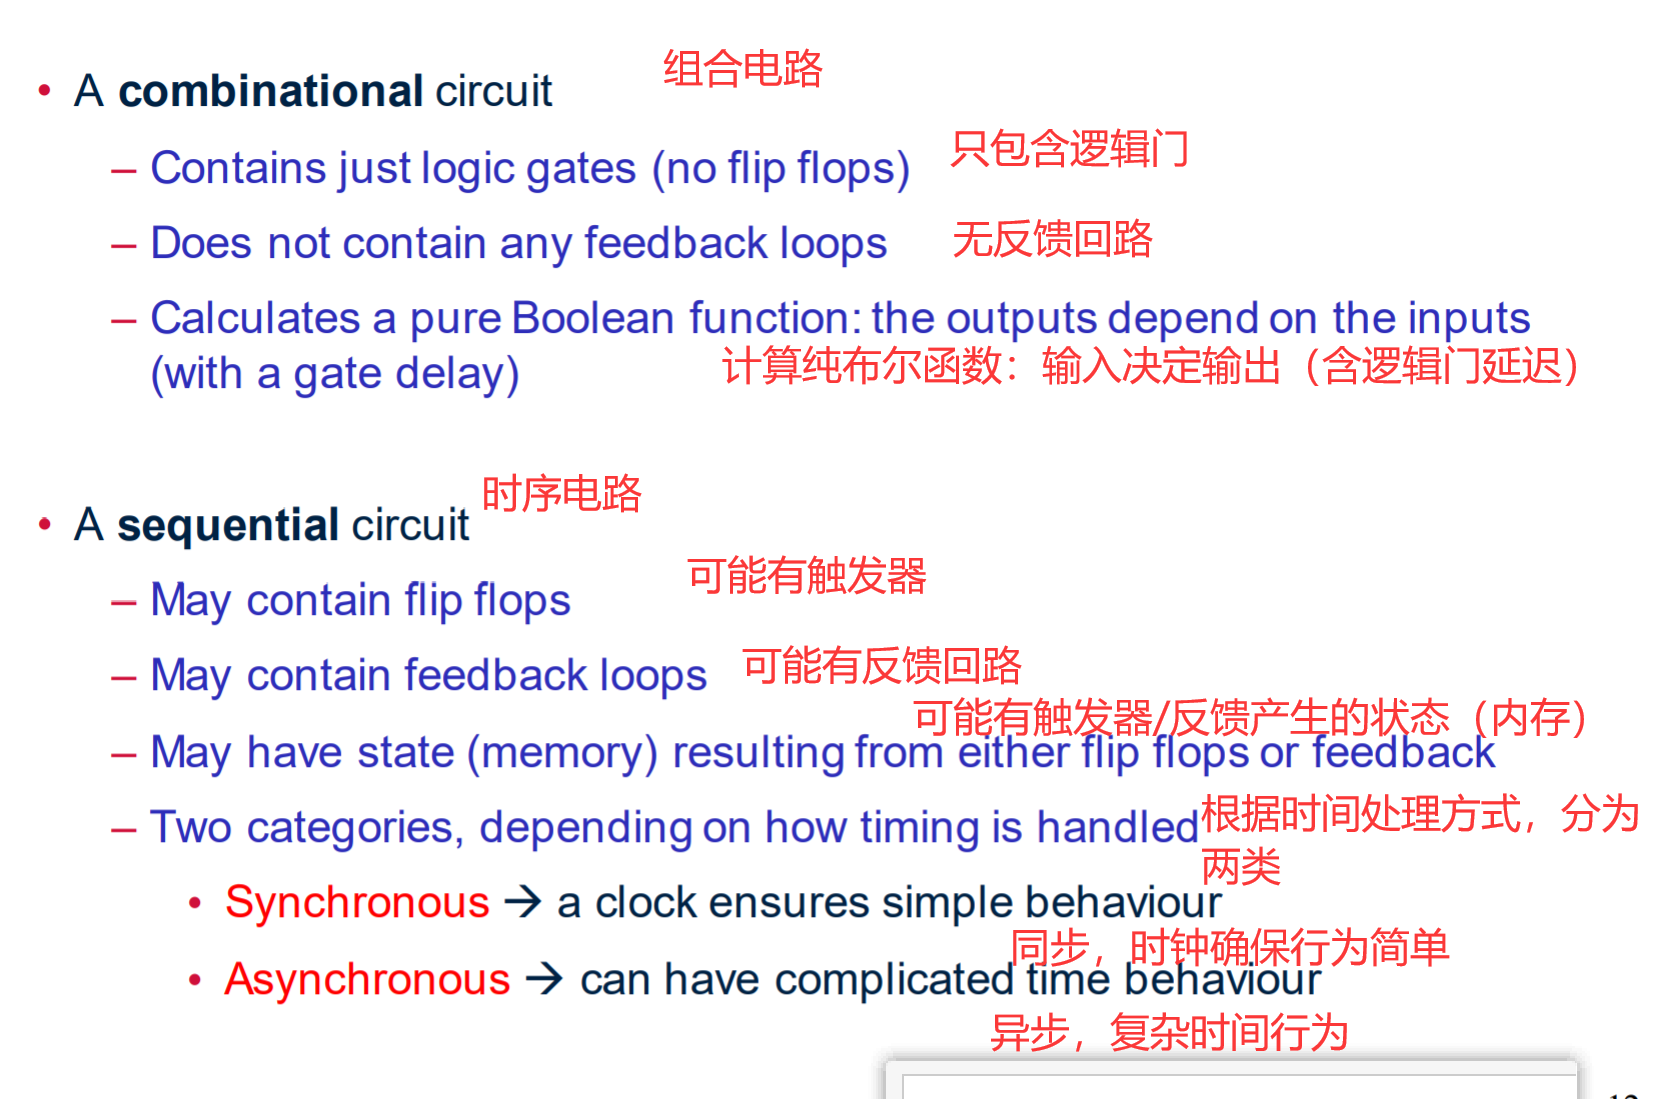 • A combinational circuit
组合电路
– Contains just logic gates (no flip flops)
只包含逻辑门
– Does not contain any feedback loops
无反馈回路
– Calculates a pure Boolean function: the outputs depend on the inputs
(with a gate delay)
计算纯布尔函数：输入决定输出（含逻辑门延迟）
• A sequential circuit
时序电路
– May contain flip flops
可能有触发器
– May contain feedback loops
可能有反馈回路
可能有触发器/反馈产生的状态（内存）
– May have state (memory) resulting from either flip flops or feedback
– Two categories, depending on how timing is handled
根据时间处理方式，分为
两类
• Synchronous → a clock ensures simple behaviour
同步，时钟确保行为简单
• Asynchronous → can have complicated time behaviour
异步，复杂时间行为